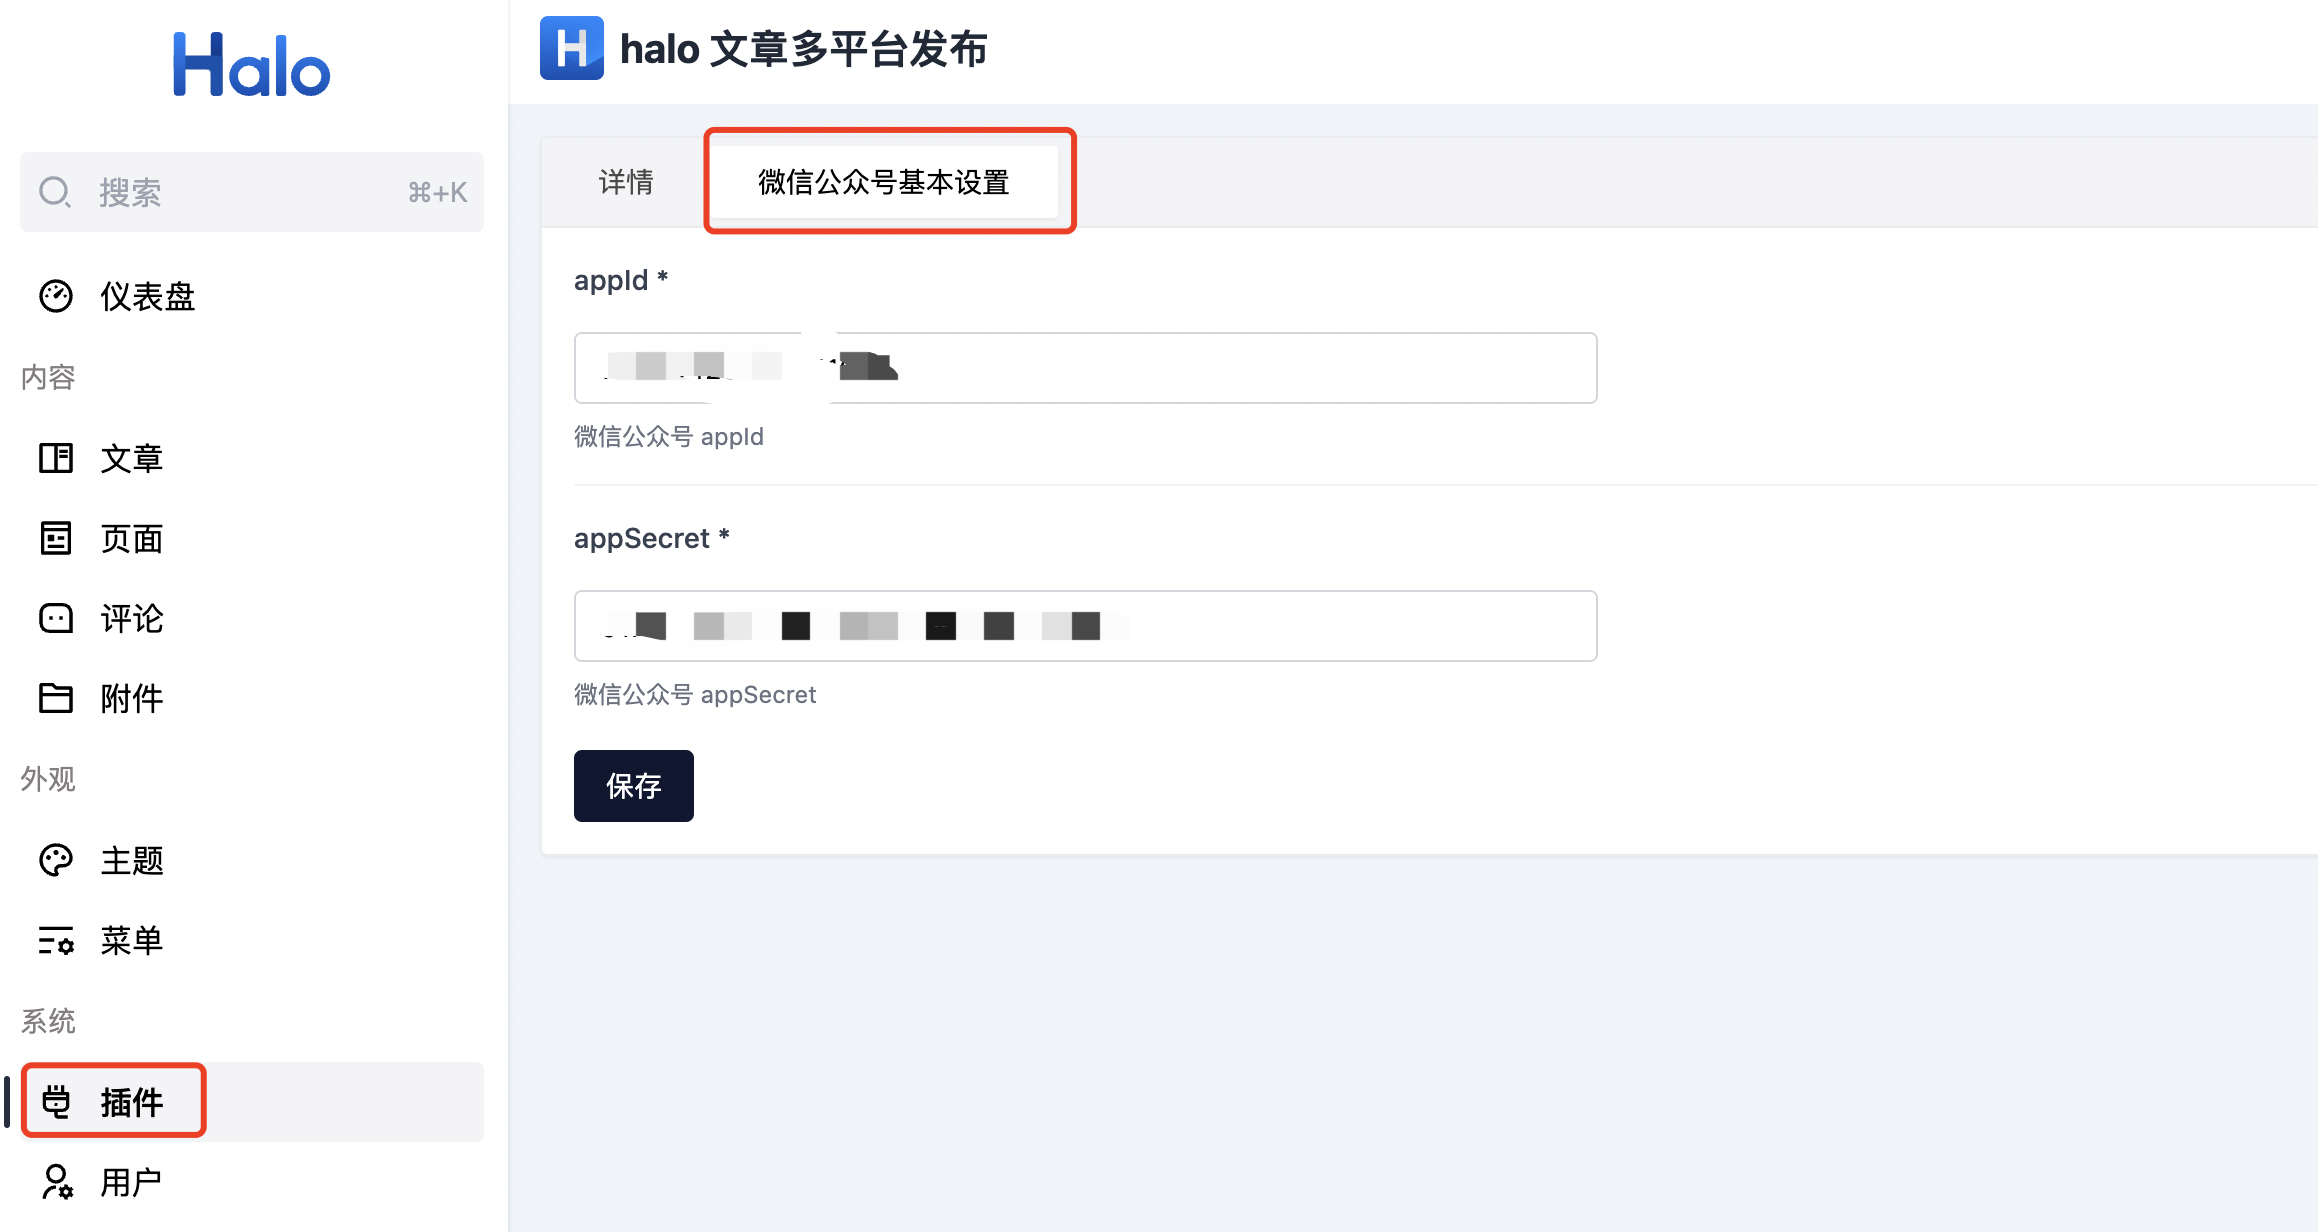 Halo
搜索 ⌘+K
仪表盘
内容
文章
页面
评论
附件
外观
主题
菜单
系统
插件
用户
halo 文章多平台发布
详情 微信公众号基本设置
appId *
微信公众号 appId
appSecret *
微信公众号 appSecret
保存